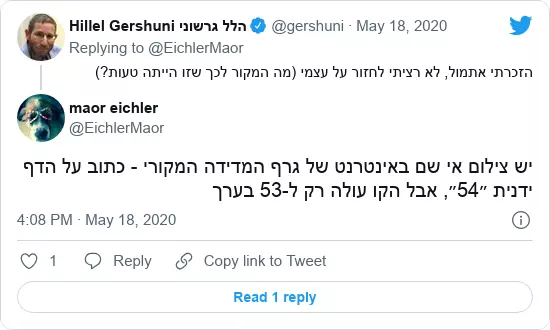 Hillel Gershuni הלל גרשוני @gershuni · May 18, 2020
Replying to @EichlerMaor
הזכרתי אתמול, לא רציתי לחזור על עצמי (מה המקור לכך שזו הייתה טעות?)
maor eichler
@EichlerMaor
יש צילום אי שם באינטרנט של גרף המדידה המקורי - כתוב על הדף
ידנית ״54״, אבל הקו עולה רק ל-53 בערך
4:08 PM · May 18, 2020
1 Reply Copy link to Tweet
Read 1 reply